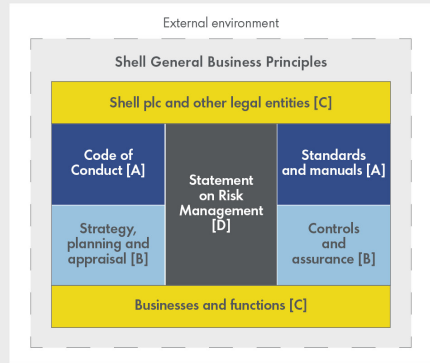 External environment
Shell General Business Principles
Shell plc and other legal entities [C]
Code of
Conduct [A]
Statement
on Risk
Management
[D]
Standards
and manuals [A]
Strategy,
planning and
appraisal [B]
Controls
and
assurance [B]
Businesses and functions [C]